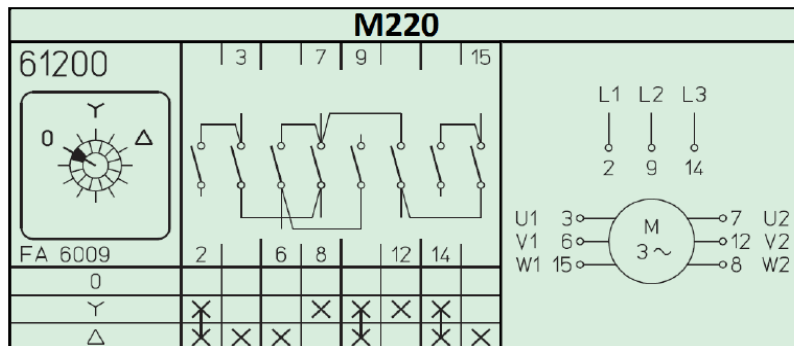 M220
61200
3 7 9 15
0
FA 6009
2 6 8 12 14
0
L1 L2 L3
2 9 14
U1 3 7 U2
V1 6 12 V2
W1 15 8 W2
M
3~